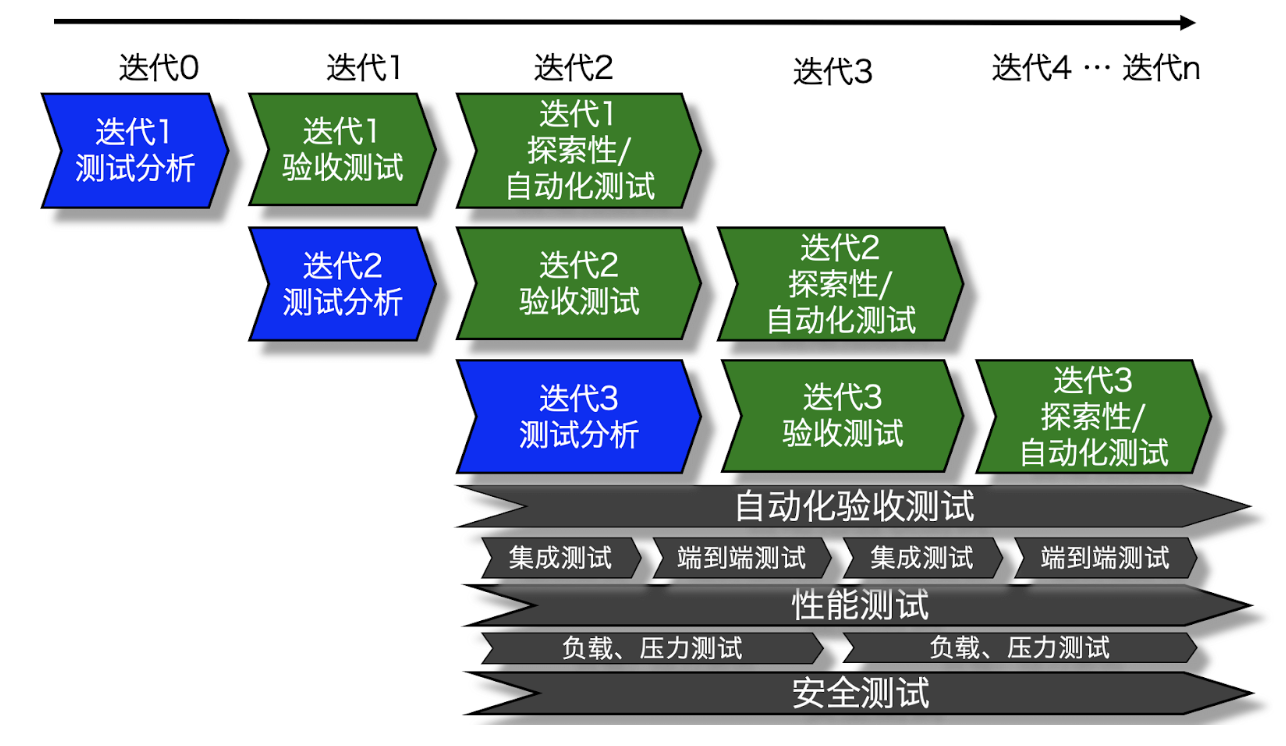 迭代0 迭代1 迭代2 迭代3 迭代4 … 迭代n
迭代1
测试分析
迭代1
验收测试
迭代1
探索性/
自动化测试
迭代2
测试分析
迭代2
验收测试
迭代2
探索性/
自动化测试
迭代3
测试分析
迭代3
验收测试
迭代3
探索性/
自动化测试
自动化验收测试
集成测试 端到端测试 集成测试 端到端测试
性能测试
负载、压力测试 负载、压力测试
安全测试